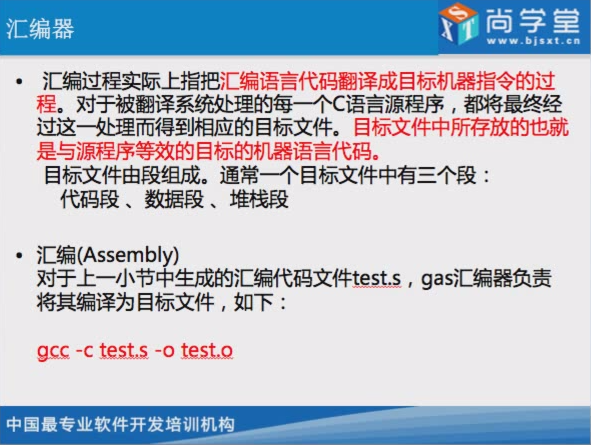 汇编器
SXT
尚学堂
www.bjsxt.cn
• 汇编过程实际上指把汇编语言代码翻译成目标机器指令的过
程。对于被翻译系统处理的每一个C语言源程序，都将最终经
过这一处理而得到相应的目标文件。目标文件中所存放的也就
是与源程序等效的目标的机器语言代码。
目标文件由段组成。通常一个目标文件中有三个段：
代码段 、数据段 、堆栈段
• 汇编(Assembly)
对于上一小节中生成的汇编代码文件test.s，gas汇编器负责
将其编译为目标文件，如下：
gcc -c test.s -o test.o
中国最专业软件开发培训机构